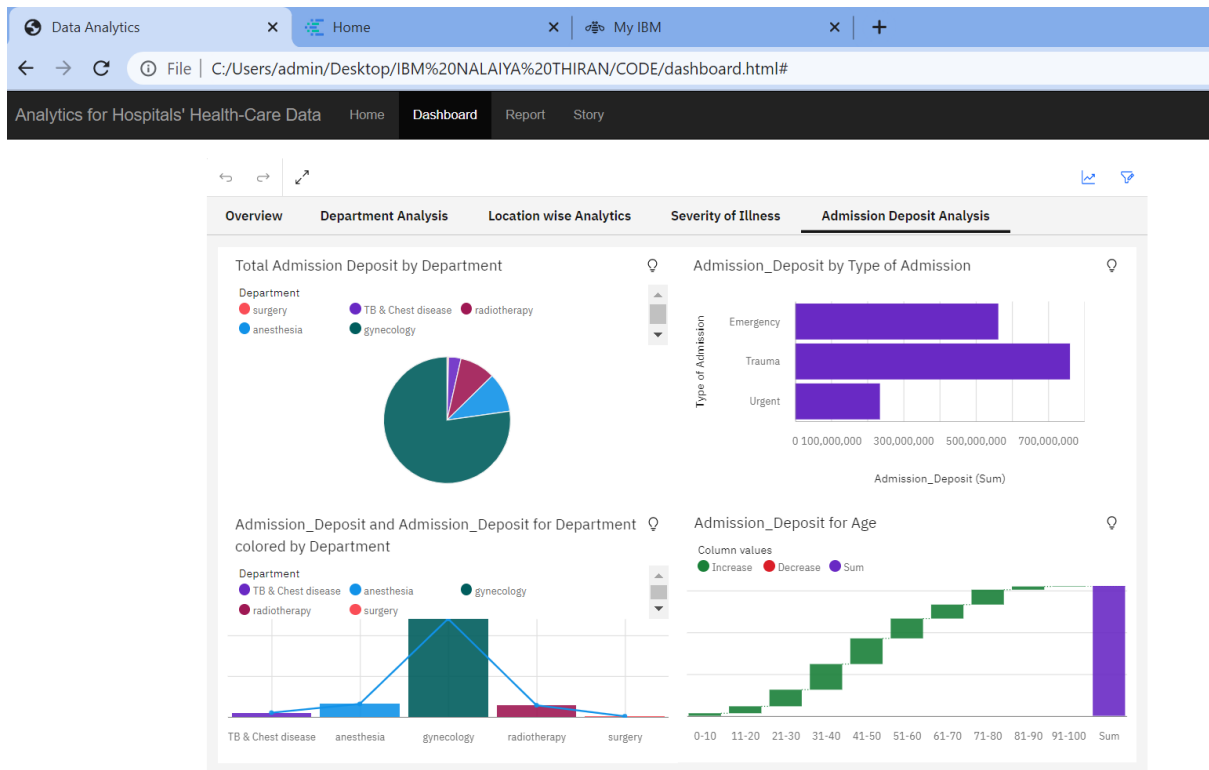 Data Analytics
Home
My IBM
File
C:/Users/admin/Desktop/IBM%20NALAIYA%20THIRAN/CODE/dashboard.html#
Analytics for Hospitals' Health-Care Data Home Dashboard Report Story
Overview Department Analysis Location wise Analytics Severity of Illness Admission Deposit Analysis
Total Admission Deposit by Department
Department
surgery TB & Chest disease radiotherapy
anesthesia gynecology
Admission_Deposit by Type of Admission
Type of Admission
Emergency
Trauma
Urgent
0 100,000,000 300,000,000 500,000,000 700,000,000
Admission_Deposit (Sum)
Admission_Deposit and Admission_Deposit for Department
colored by Department
Department
TB & Chest disease anesthesia gynecology
radiotherapy surgery
TB & Chest disease anesthesia gynecology radiotherapy surgery
Admission_Deposit for Age
Column values
Increase Decrease Sum
0-10 11-20 21-30 31-40 41-50 51-60 61-70 71-80 81-90 91-100 Sum